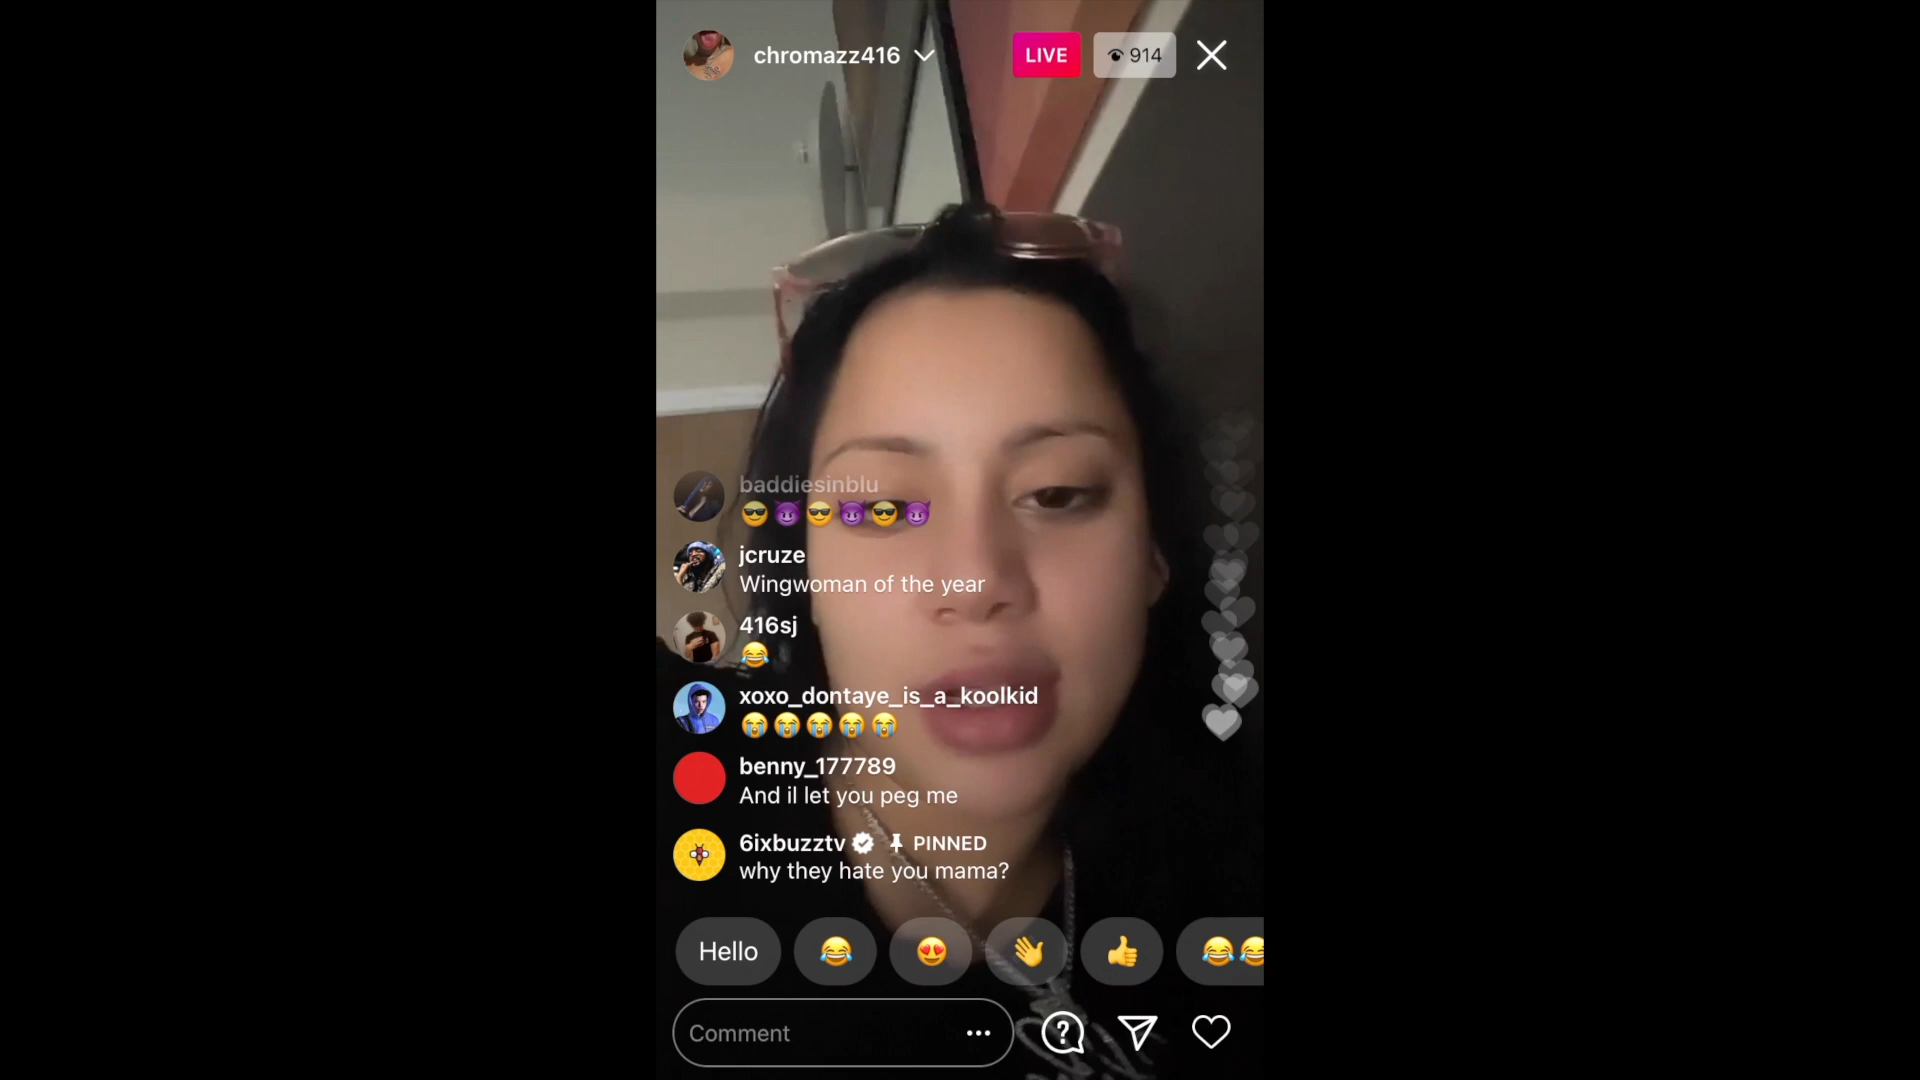 chromazz416
LIVE
914
baddiesinblu
😎😈😎😈😎😈
jcruze
Wingwoman of the year
416sj
😂
xoxo_dontaye_is_a_koolkid
😭😭😭😭😭
benny_177789
And il let you peg me
6ixbuzztv PINNED
why they hate you mama?
Hello 😂 😍 👋 👍 😂😂
Comment